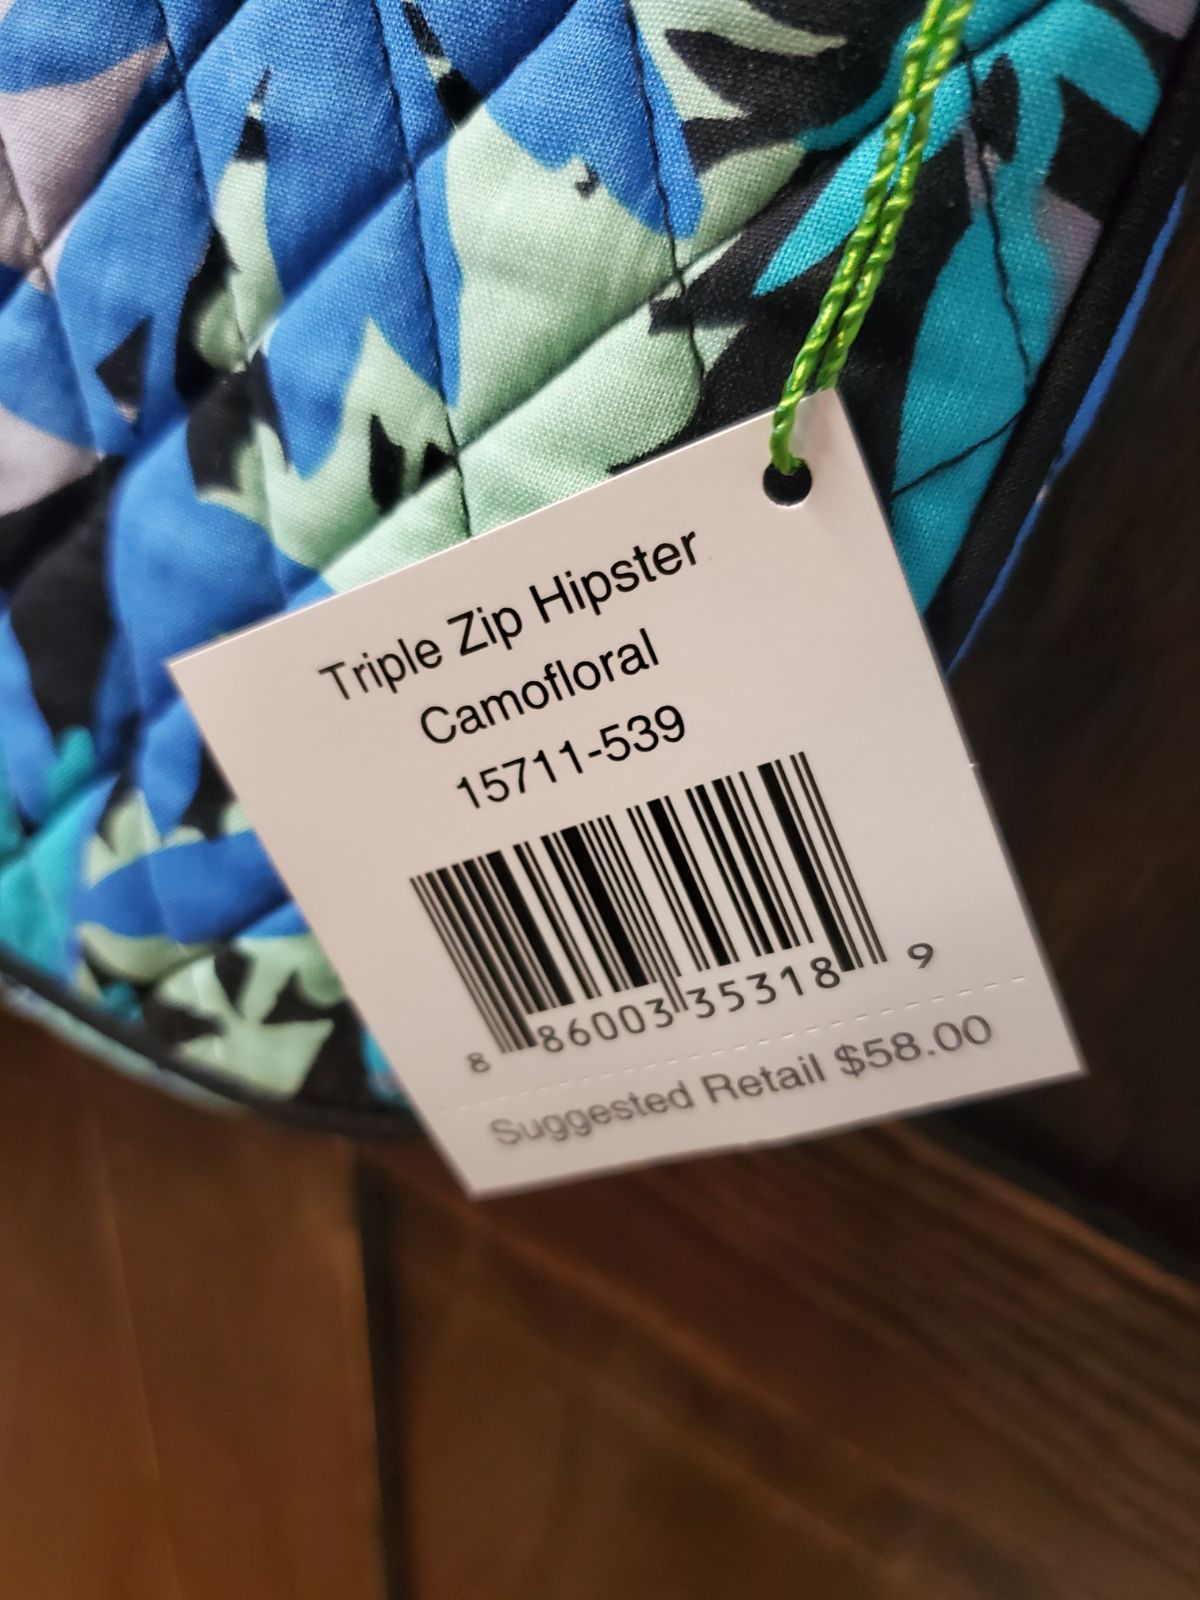 Triple Zip Hipster
Camofloral
15711-539
8 86003 35318 9
Suggested Retail $58.00